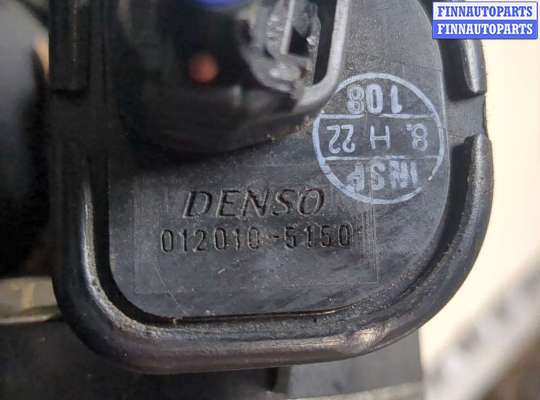 FINNAUTOPARTS
FINNAUTOPARTS
108
8. H 22
INSP
DENSO
012010-5150